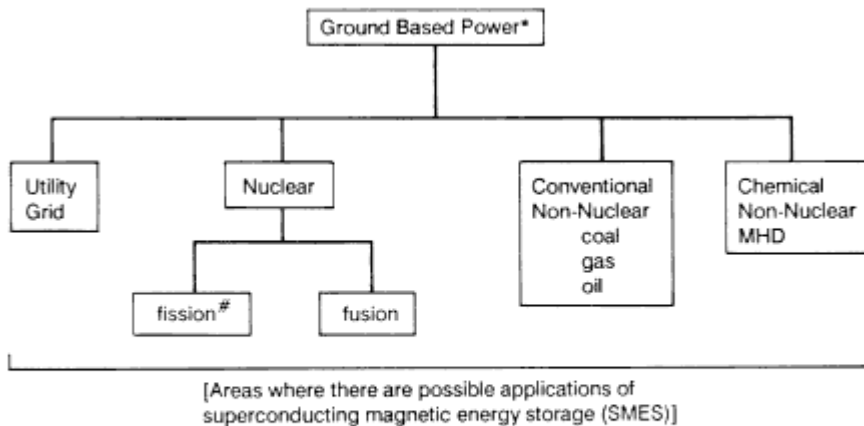 Ground Based Power*
Utility
Grid
Nuclear
Conventional
Non-Nuclear
coal
gas
oil
Chemical
Non-Nuclear
MHD
fission#
fusion
[Areas where there are possible applications of
superconducting magnetic energy storage (SMES)]